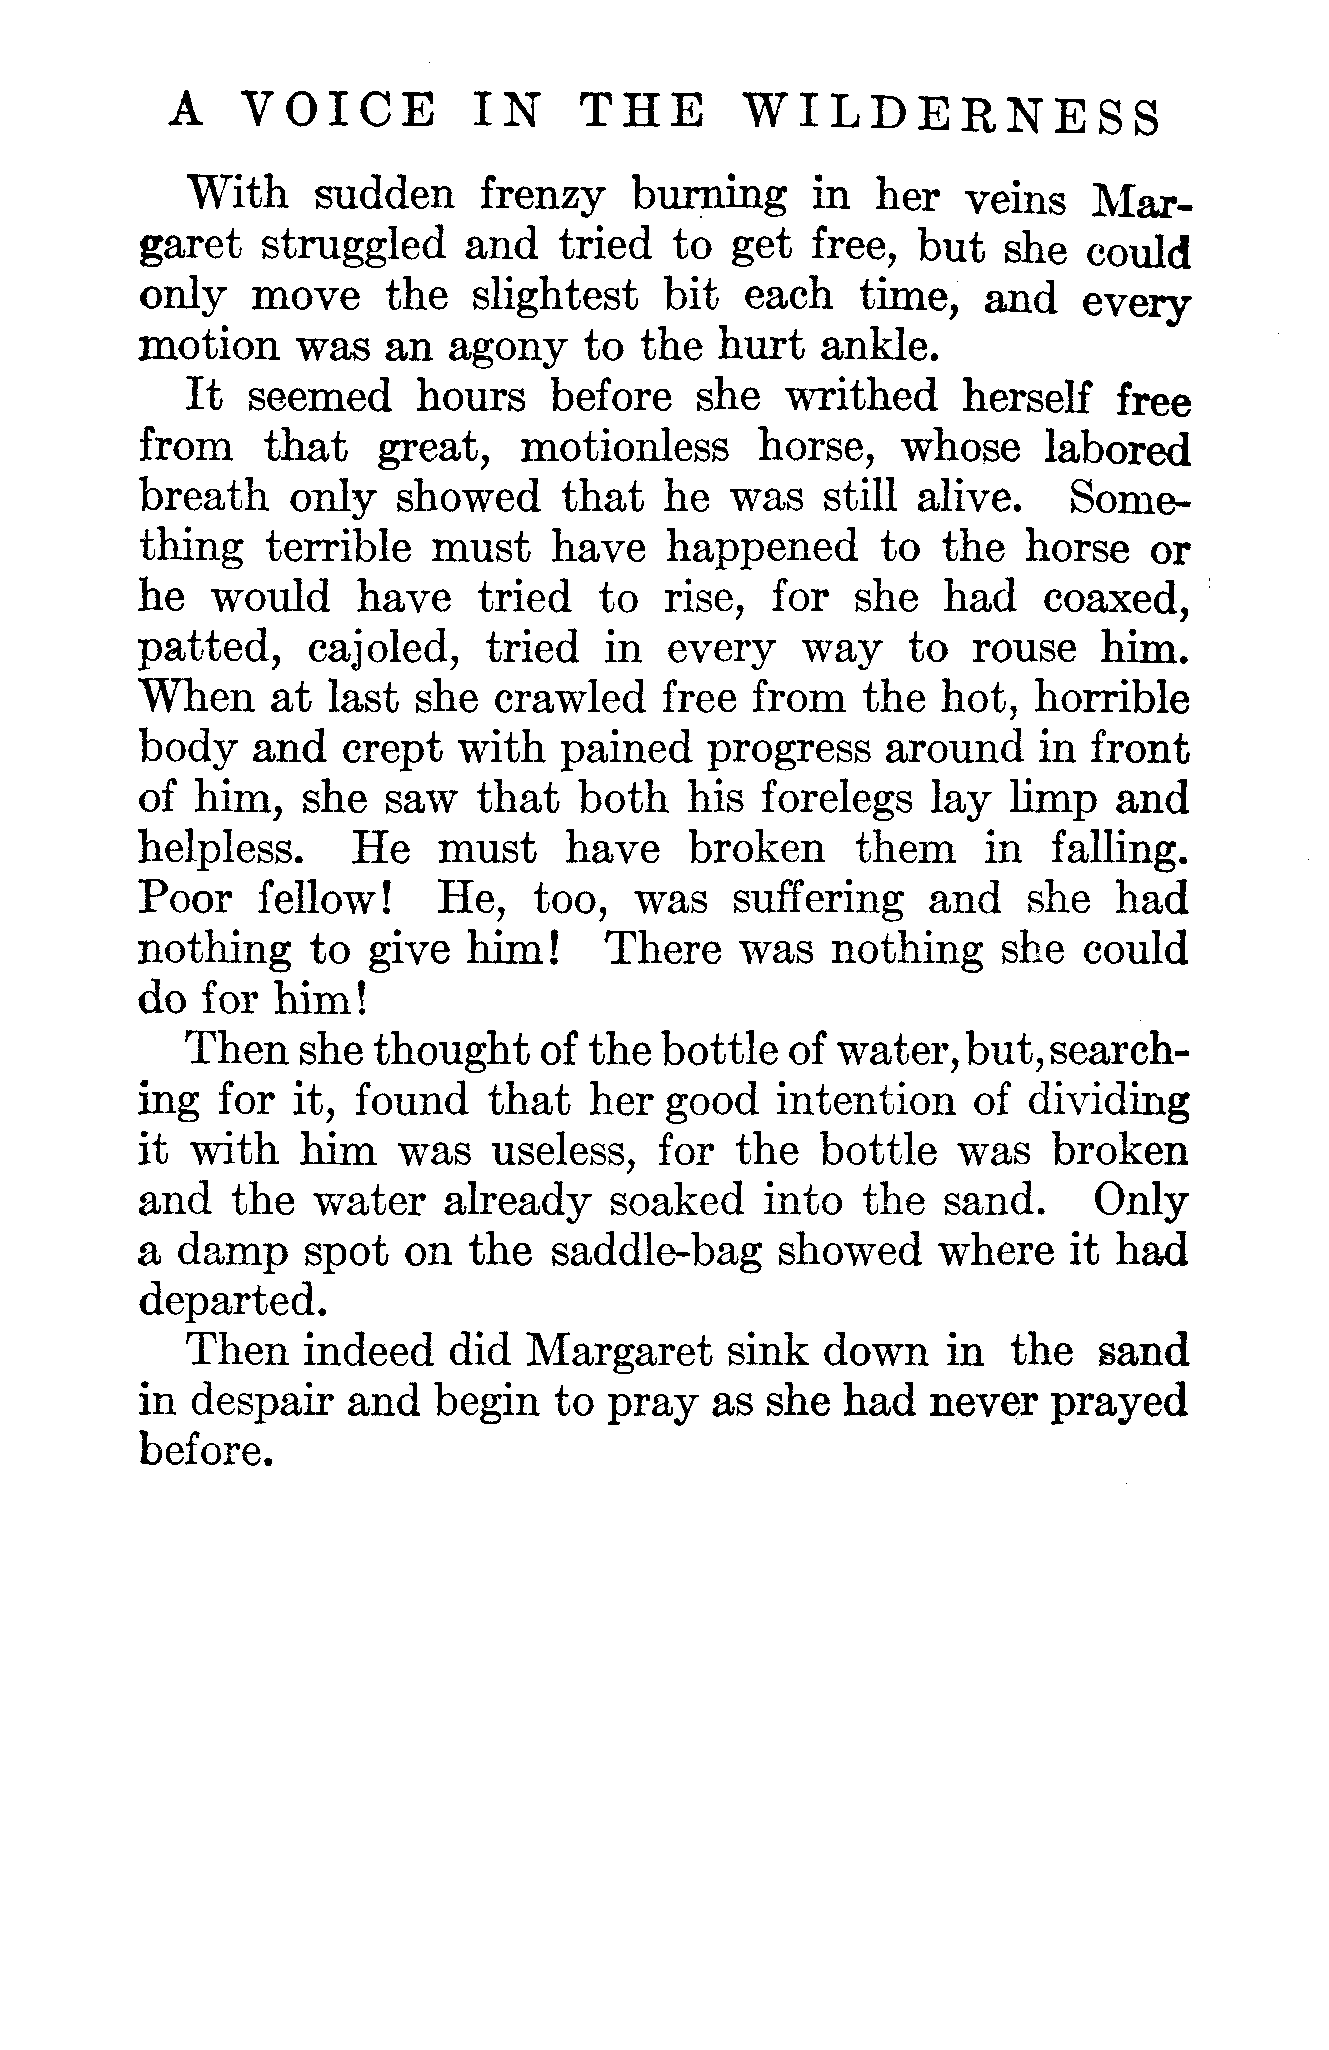 A VOICE IN THE WILDERNESS
With sudden frenzy burning in her veins Mar-
garet struggled and tried to get free, but she could
only move the slightest bit each time, and every
motion was an agony to the hurt ankle.
It seemed hours before she writhed herself free
from that great, motionless horse, whose labored
breath only showed that he was still alive. Some-
thing terrible must have happened to the horse or
he would have tried to rise, for she had coaxed,
patted, cajoled, tried in every way to rouse him.
When at last she crawled free from the hot, horrible
body and crept with pained progress around in front
of him, she saw that both his forelegs lay limp and
helpless. He must have broken them in falling.
Poor fellow! He, too, was suffering and she had
nothing to give him! There was nothing she could
do for him!
Then she thought of the bottle of water, but, search-
ing for it, found that her good intention of dividing
it with him was useless, for the bottle was broken
and the water already soaked into the sand. Only
a damp spot on the saddle-bag showed where it had
departed.
Then indeed did Margaret sink down in the sand
in despair and begin to pray as she had never prayed
before.